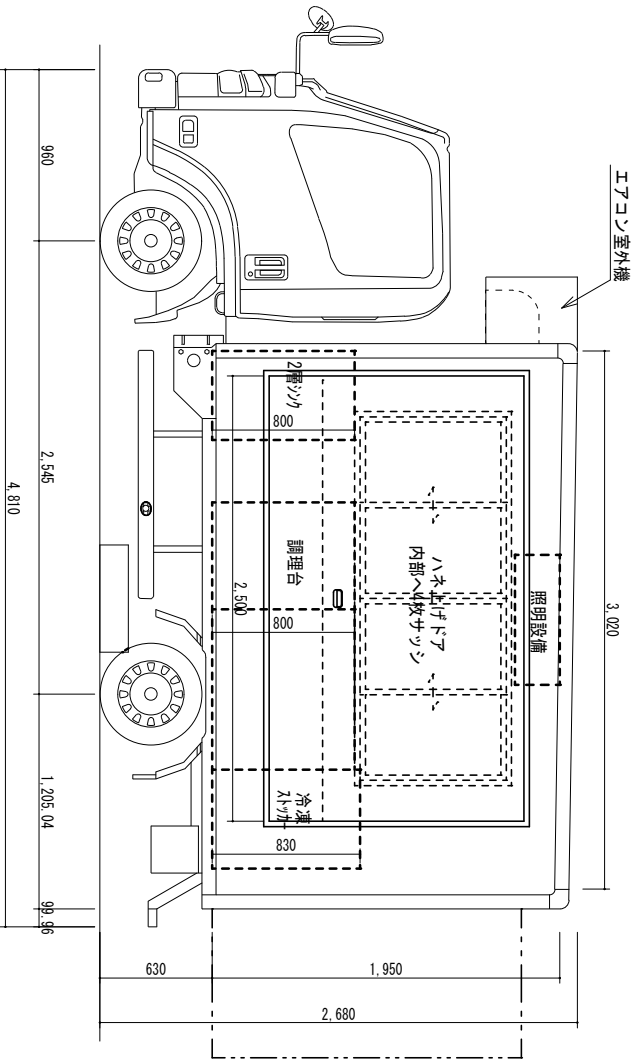 エアコン室外機
3,020
照明設備
ハネ上げドア
内部へ4枚サッシ
2層シンク
800
調理台
800
2,500
冷凍
ストッカー
830
960
2,545
1,205.04
99.96
4,810
630
1,950
2,680